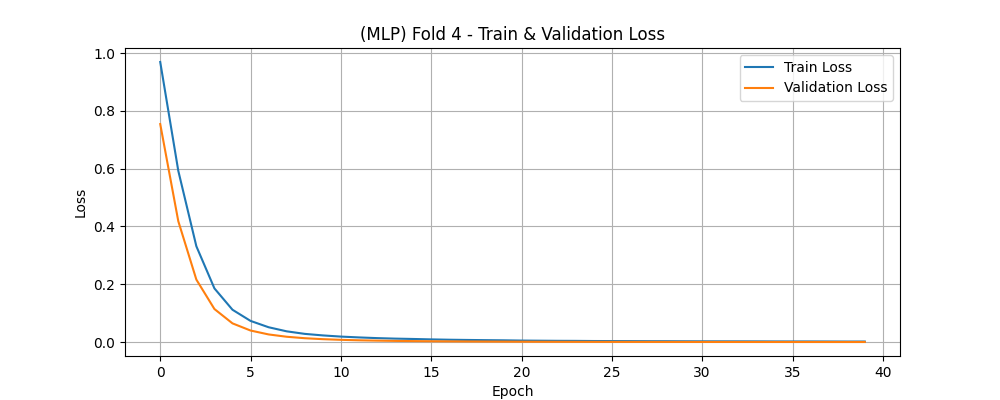 (MLP) Fold 4 - Train & Validation Loss
Loss
1.0
0.8
0.6
0.4
0.2
0.0
Train Loss
Validation Loss
0 5 10 15 20 25 30 35 40
Epoch